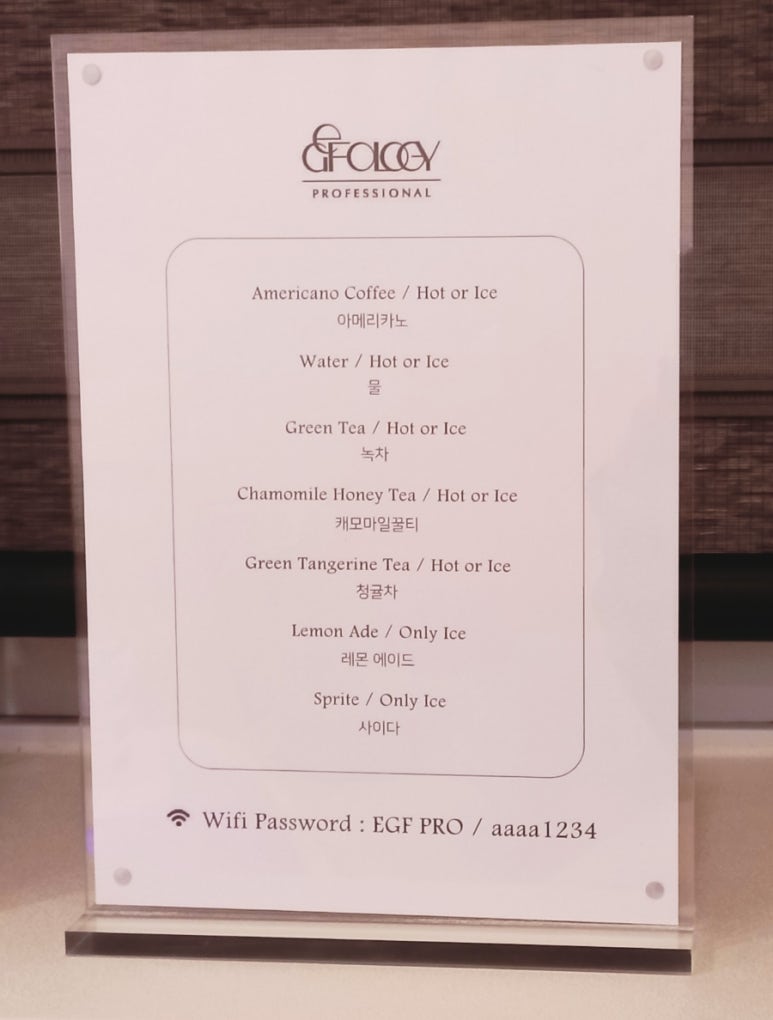 eGFOLOGY
PROFESSIONAL
Americano Coffee / Hot or Ice
아메리카노
Water / Hot or Ice
물
Green Tea / Hot or Ice
녹차
Chamomile Honey Tea / Hot or Ice
캐모마일꿀티
Green Tangerine Tea / Hot or Ice
청귤차
Lemon Ade / Only Ice
레몬 에이드
Sprite / Only Ice
사이다
Wifi Password : EGF PRO / aaaa1234